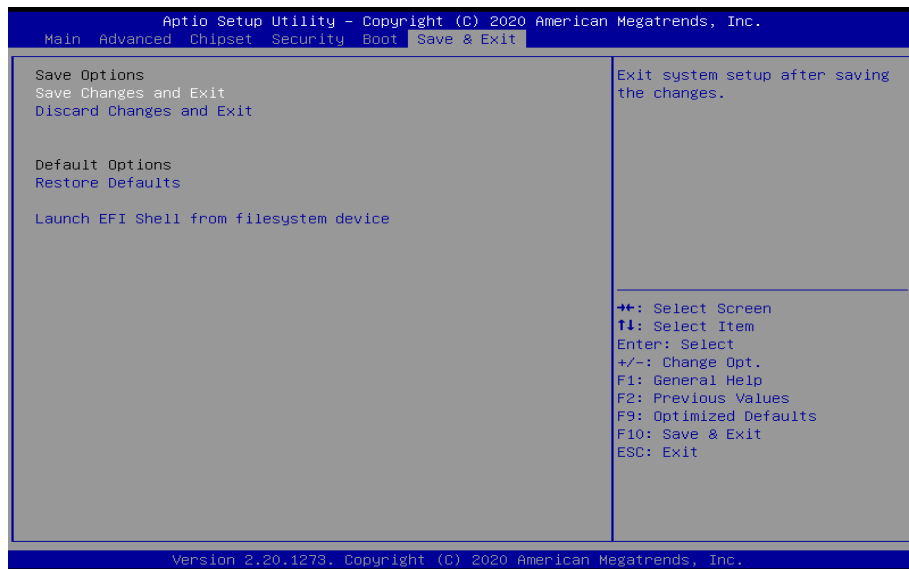 Aptio Setup Utility – Copyright (C) 2020 American Megatrends, Inc.
Main Advanced Chipset Security Boot Save & Exit
Save Options
Save Changes and Exit
Discard Changes and Exit
Default Options
Restore Defaults
Launch EFI Shell from filesystem device
Exit system setup after saving
the changes.
→←: Select Screen
↑↓: Select Item
Enter: Select
+/-: Change Opt.
F1: General Help
F2: Previous Values
F9: Optimized Defaults
F10: Save & Exit
ESC: Exit
Version 2.20.1273. Copyright (C) 2020 American Megatrends, Inc.